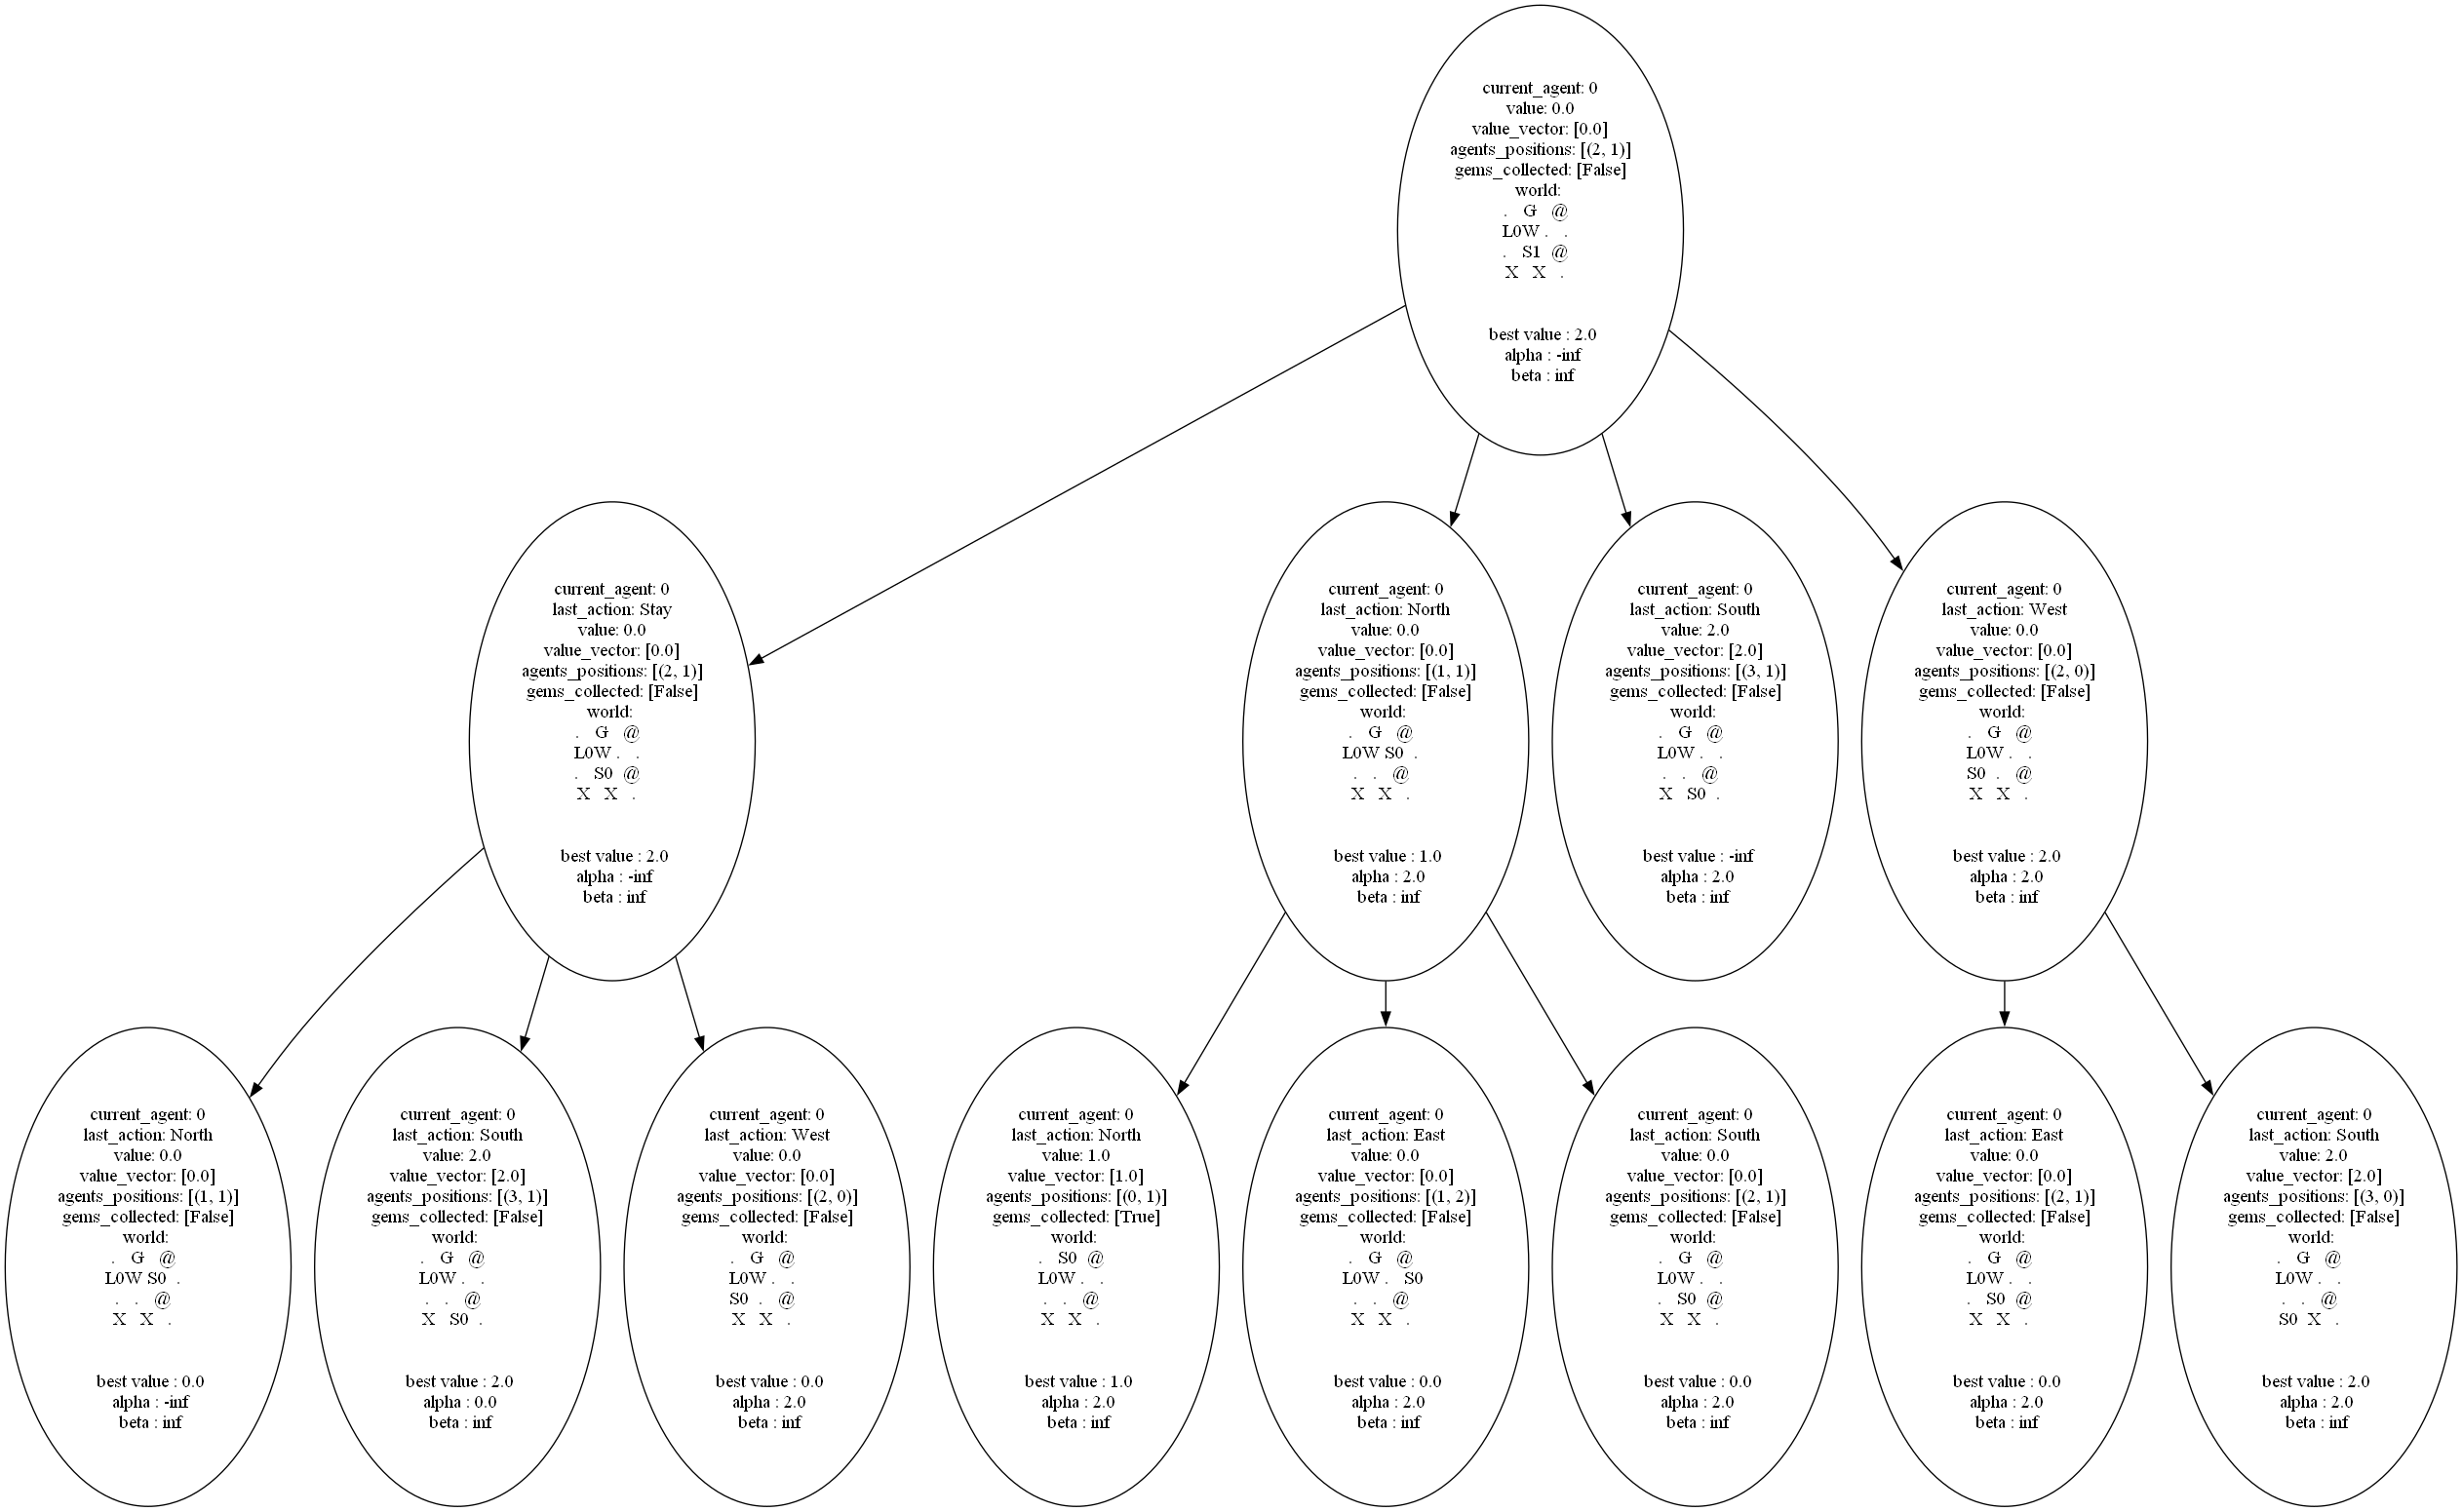 current_agent: 0
value: 0.0
value_vector: [0.0]
agents_positions: [(2, 1)]
gems_collected: [False]
world:
. G @
L0W . .
. S1 @
X X .
best value : 2.0
alpha : -inf
beta : inf
current_agent: 0
last_action: Stay
value: 0.0
value_vector: [0.0]
agents_positions: [(2, 1)]
gems_collected: [False]
world:
. G @
L0W . .
. S0 @
X X .
best value : 2.0
alpha : -inf
beta : inf
current_agent: 0
last_action: North
value: 0.0
value_vector: [0.0]
agents_positions: [(1, 1)]
gems_collected: [False]
world:
. G @
L0W S0 .
. . @
X X .
best value : 1.0
alpha : 2.0
beta : inf
current_agent: 0
last_action: South
value: 2.0
value_vector: [2.0]
agents_positions: [(3, 1)]
gems_collected: [False]
world:
. G @
L0W . .
. . @
X S0 .
best value : -inf
alpha : 2.0
beta : inf
current_agent: 0
last_action: West
value: 0.0
value_vector: [0.0]
agents_positions: [(2, 0)]
gems_collected: [False]
world:
. G @
L0W . .
S0 . @
X X .
best value : 2.0
alpha : 2.0
beta : inf
current_agent: 0
last_action: North
value: 0.0
value_vector: [0.0]
agents_positions: [(1, 1)]
gems_collected: [False]
world:
. G @
L0W S0 .
. . @
X X .
best value : 0.0
alpha : -inf
beta : inf
current_agent: 0
last_action: South
value: 2.0
value_vector: [2.0]
agents_positions: [(3, 1)]
gems_collected: [False]
world:
. G @
L0W . .
. . @
X S0 .
best value : 2.0
alpha : 0.0
beta : inf
current_agent: 0
last_action: West
value: 0.0
value_vector: [0.0]
agents_positions: [(2, 0)]
gems_collected: [False]
world:
. G @
L0W . .
S0 . @
X X .
best value : 0.0
alpha : 2.0
beta : inf
current_agent: 0
last_action: North
value: 1.0
value_vector: [1.0]
agents_positions: [(0, 1)]
gems_collected: [True]
world:
. S0 @
L0W . .
. . @
X X .
best value : 1.0
alpha : 2.0
beta : inf
current_agent: 0
last_action: East
value: 0.0
value_vector: [0.0]
agents_positions: [(1, 2)]
gems_collected: [False]
world:
. G @
L0W . S0
. . @
X X .
best value : 0.0
alpha : 2.0
beta : inf
current_agent: 0
last_action: South
value: 0.0
value_vector: [0.0]
agents_positions: [(2, 1)]
gems_collected: [False]
world:
. G @
L0W . .
. S0 @
X X .
best value : 0.0
alpha : 2.0
beta : inf
current_agent: 0
last_action: East
value: 0.0
value_vector: [0.0]
agents_positions: [(2, 1)]
gems_collected: [False]
world:
. G @
L0W . .
. S0 @
X X .
best value : 0.0
alpha : 2.0
beta : inf
current_agent: 0
last_action: South
value: 2.0
value_vector: [2.0]
agents_positions: [(3, 0)]
gems_collected: [False]
world:
. G @
L0W . .
. . @
S0 X .
best value : 2.0
alpha : 2.0
beta : inf